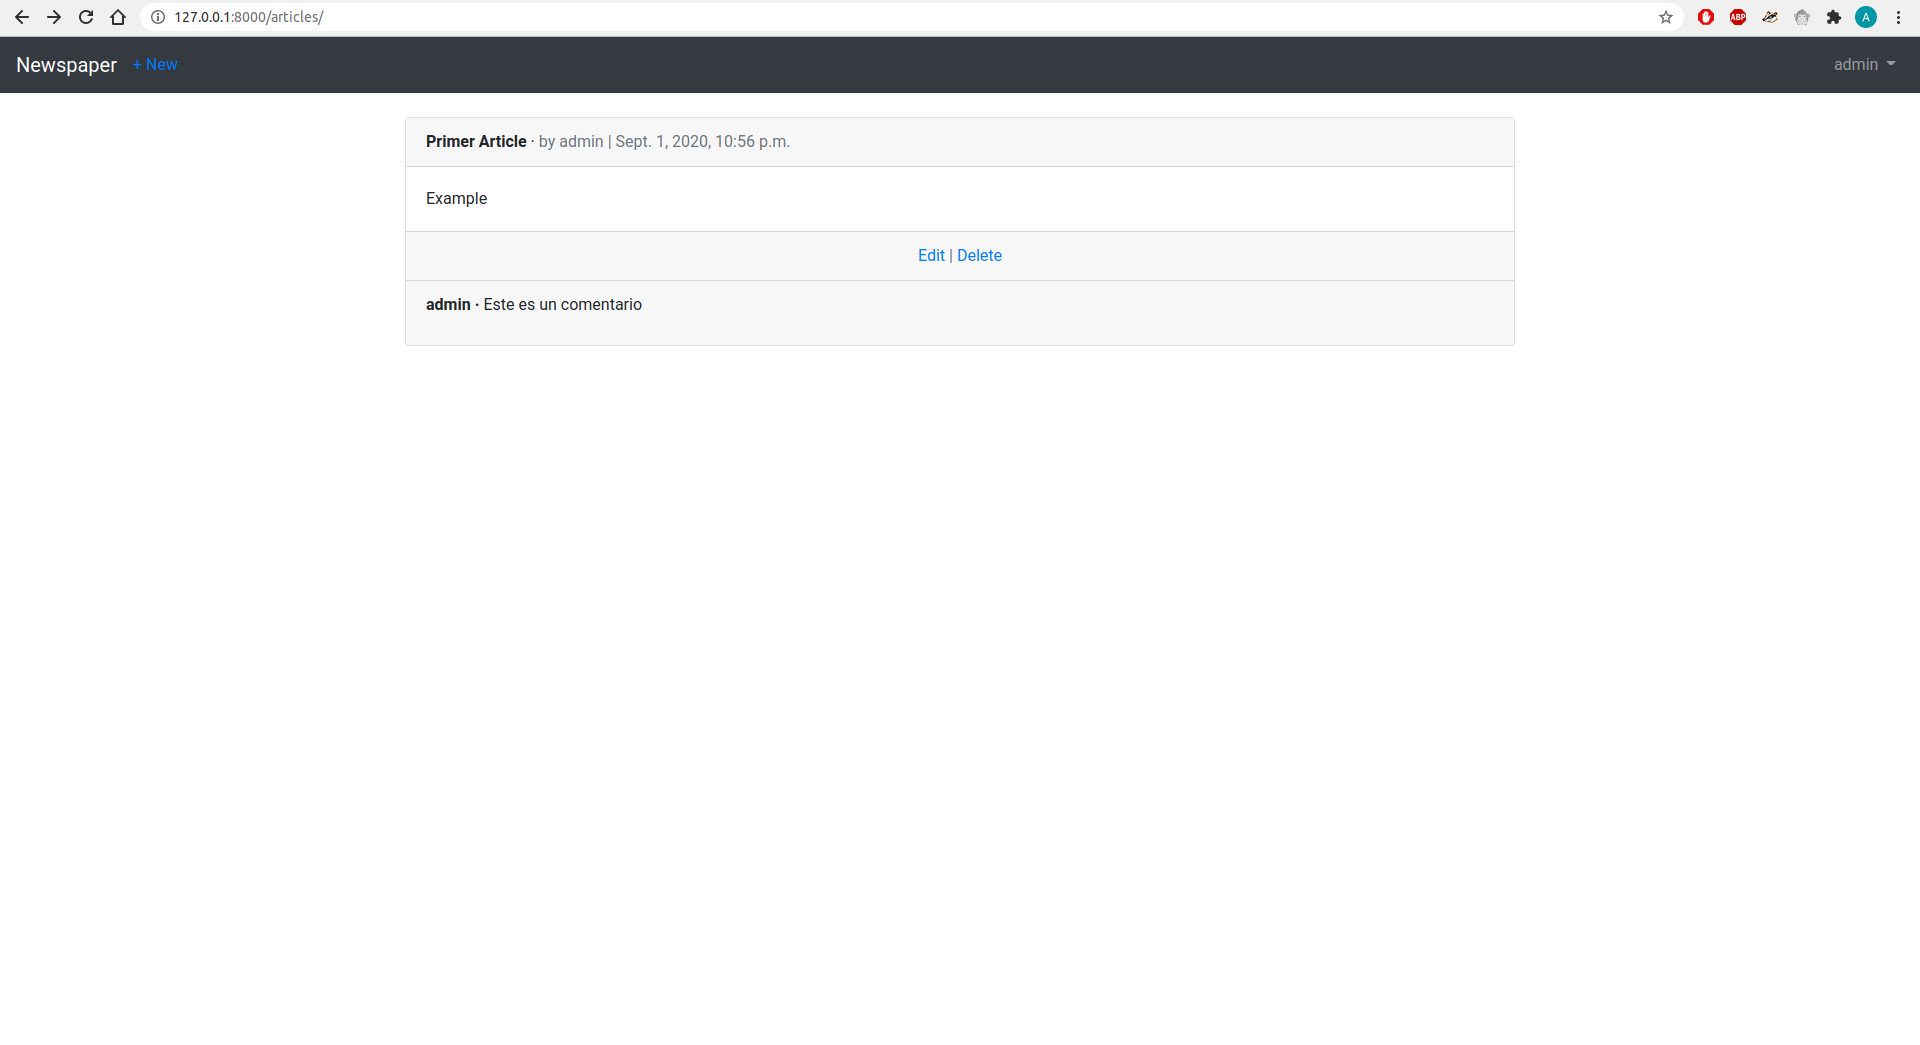 127.0.0.1:8000/articles/
ABP
A
Newspaper + New admin
Primer Article · by admin | Sept. 1, 2020, 10:56 p.m.
Example
Edit | Delete
admin · Este es un comentario